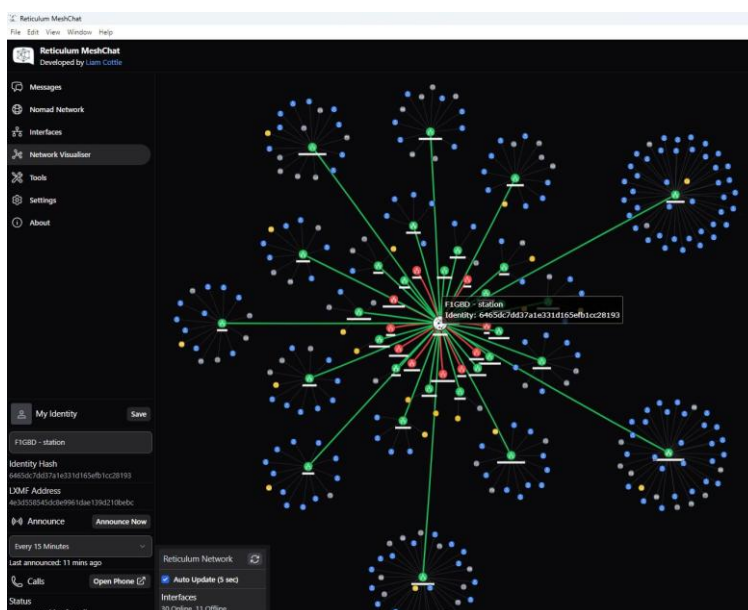 Reticulum MeshChat
File Edit View Window Help
Reticulum MeshChat
Developed by Liam Cottle
Messages
Nomad Network
Interfaces
Network Visualiser
Tools
Settings
About
F1GBD - station
Identity: 6465dc7dd37a1e331d165efb1cc28193
My Identity
Save
F1GBD - station
Identity Hash
6465dc7dd37a1e331d165efb1cc28193
LXMF Address
4e3d558545dc8e9961dae139d210bebc
Announce
Announce Now
Every 15 Minutes
Last announced: 11 mins ago
Calls
Open Phone
Status
Reticulum Network
Auto Update (5 sec)
Interfaces
30 Online, 11 Offline